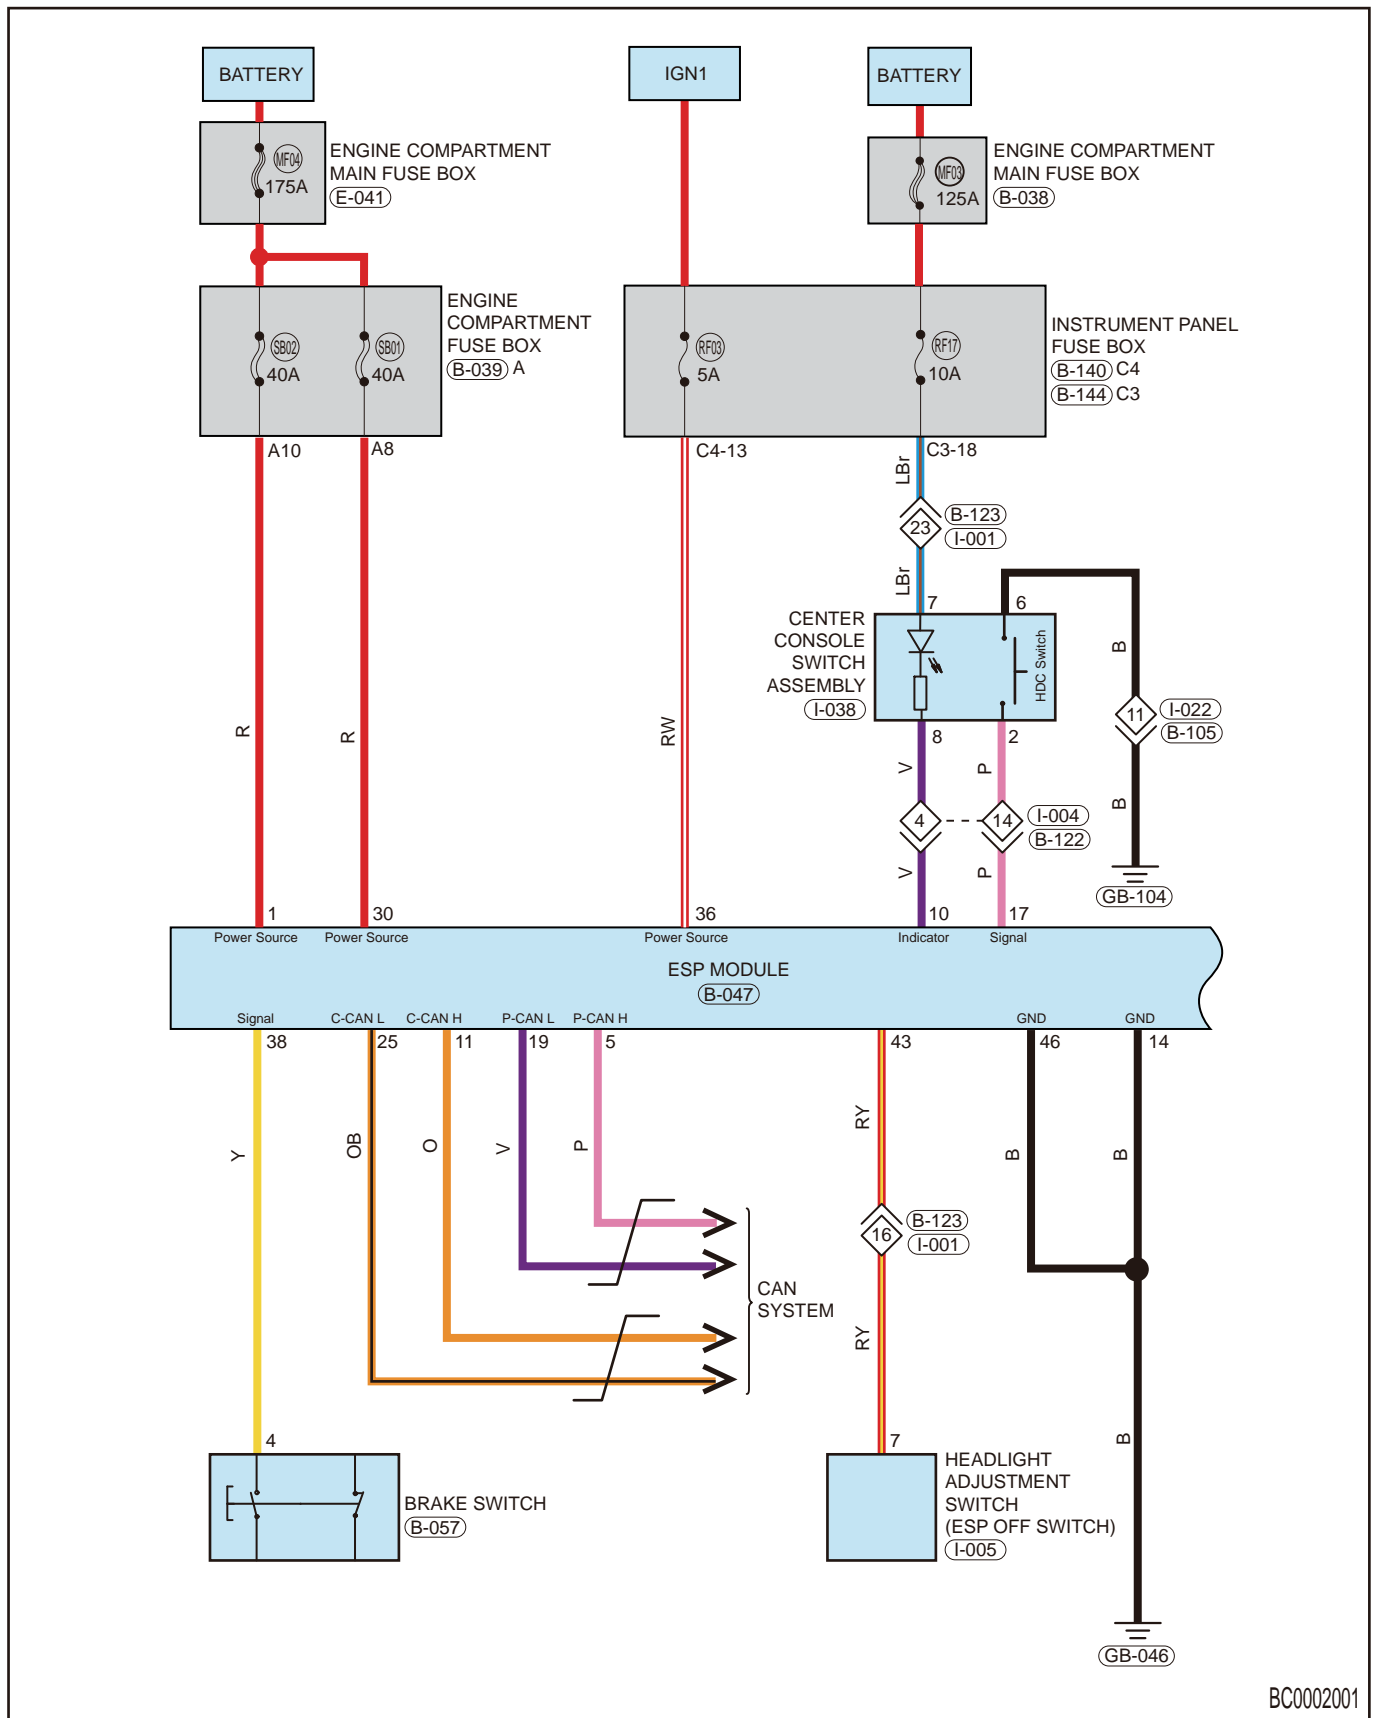 BATTERY
IGN1
BATTERY
MF04
175A
ENGINE COMPARTMENT
MAIN FUSE BOX
E-041
MF03
125A
ENGINE COMPARTMENT
MAIN FUSE BOX
B-038
SB02
40A
SB01
40A
ENGINE
COMPARTMENT
FUSE BOX
B-039 A
RF03
5A
RF17
10A
INSTRUMENT PANEL
FUSE BOX
B-140 C4
B-144 C3
A10
A8
C4-13
C3-18
LBr
23
B-123
I-001
LBr
7
6
CENTER
CONSOLE
SWITCH
ASSEMBLY
I-038
HDC Switch
B
11
I-022
B-105
R
R
RW
8
2
V
P
4
14
I-004
B-122
B
V
P
GB-104
1
30
36
10
17
Power Source
Power Source
Power Source
Indicator
Signal
ESP MODULE
B-047
Signal
C-CAN L
C-CAN H
P-CAN L
P-CAN H
GND
GND
38
25
11
19
5
43
46
14
Y
OB
O
V
P
RY
B
B
16
B-123
I-001
CAN
SYSTEM
RY
B
4
7
BRAKE SWITCH
B-057
HEADLIGHT
ADJUSTMENT
SWITCH
(ESP OFF SWITCH)
I-005
GB-046
BC0002001